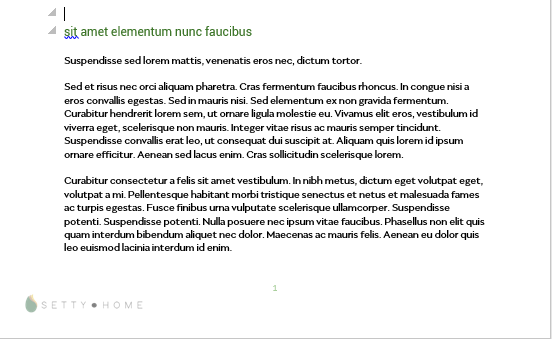 sit amet elementum nunc faucibus
Suspendisse sed lorem mattis, venenatis eros nec, dictum tortor.
Sed et risus nec orci aliquam pharetra. Cras fermentum faucibus rhoncus. In congue nisi a
eros convallis egestas. Sed in mauris nisi. Sed elementum ex non gravida fermentum.
Curabitur hendrerit lorem sem, ut ornare ligula molestie eu. Vivamus elit eros, vestibulum id
viverra eget, scelerisque non mauris. Integer vitae risus ac mauris semper tincidunt.
Suspendisse convallis erat leo, ut consequat dui suscipit at. Aliquam quis lorem id ipsum
ornare efficitur. Aenean sed lacus enim. Cras sollicitudin scelerisque lorem.
Curabitur consectetur a felis sit amet vestibulum. In nibh metus, dictum eget volutpat eget,
volutpat a mi. Pellentesque habitant morbi tristique senectus et netus et malesuada fames
ac turpis egestas. Fusce finibus urna vulputate scelerisque ullamcorper. Suspendisse
potenti. Suspendisse potenti. Nulla posuere nec ipsum vitae faucibus. Phasellus non elit quis
quam interdum bibendum aliquet nec dolor. Maecenas ac mauris felis. Aenean eu dolor quis
leo euismod lacinia interdum id enim.
1
SETTY●HOME